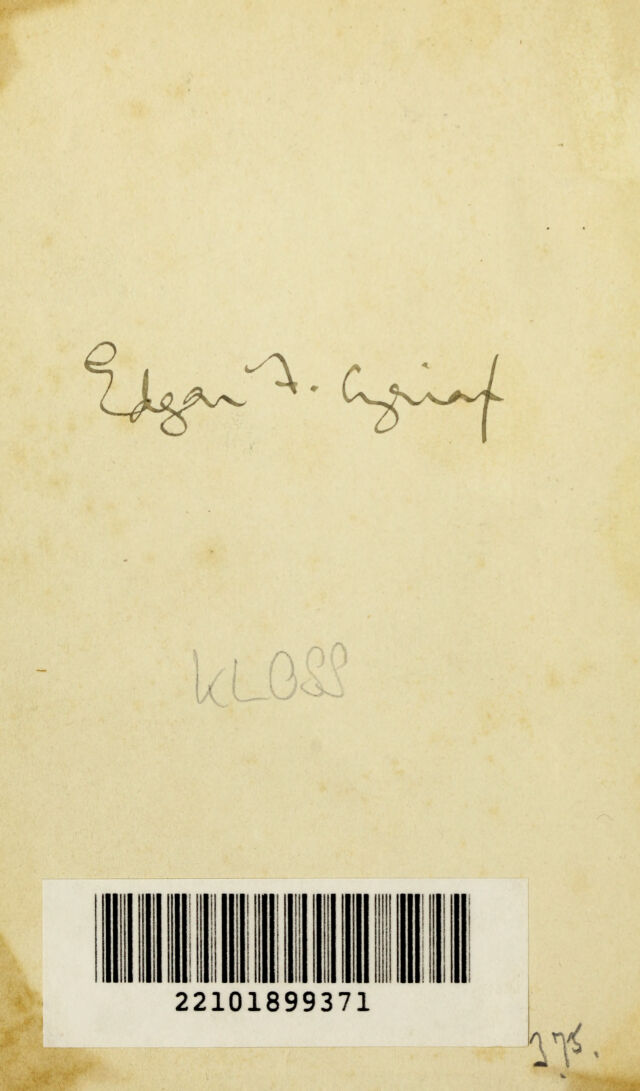 Edgar F. Cyriax
KLOSS
22101899371
375.